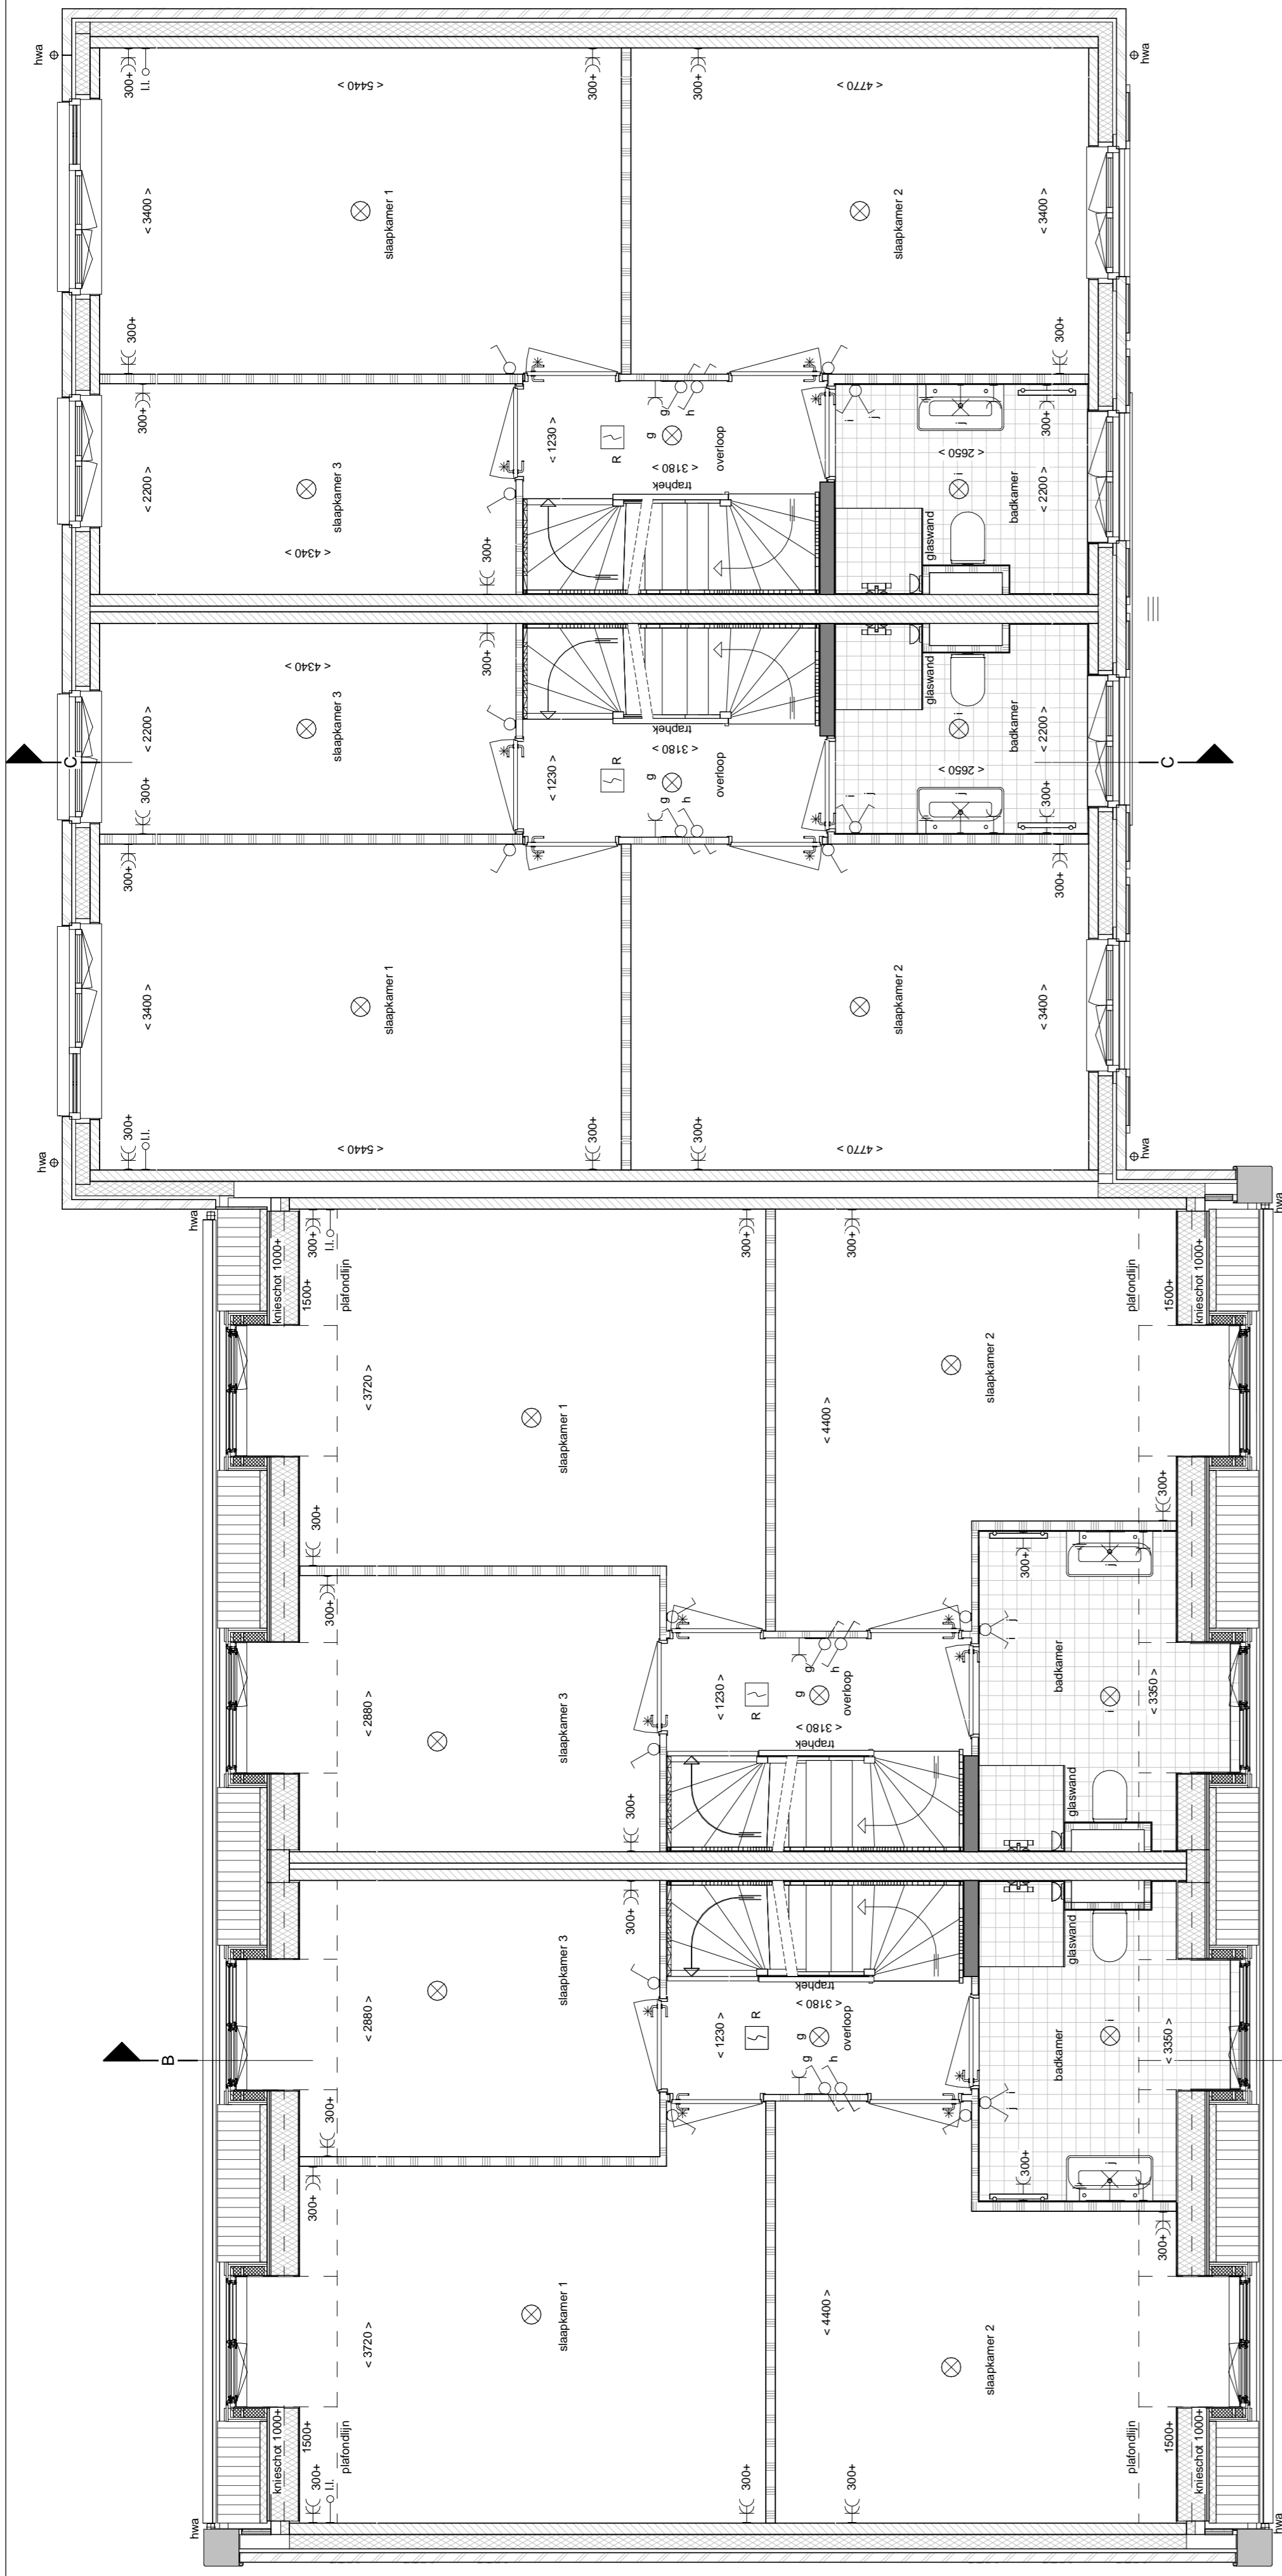 hwa
300+
l.l.
< 5440 >
300+
300+
< 4770 >
hwa
< 3400 >
slaapkamer 1
slaapkamer 2
< 3400 >
300+
300+
300+
g
h
i
j
j
300+
< 2200 >
slaapkamer 3
< 4340 >
300+
< 1230 >
R
g
< 3180 >
traphek
overloop
< 2650 >
i
badkamer
< 2200 >
glaswand
< 4340 >
300+
slaapkamer 3
< 2200 >
300+
traphek
< 3180 >
< 1230 >
R
g
g
h
overloop
glaswand
i
badkamer
< 2200 >
< 2650 >
i
j
j
300+
C
C
300+
300+
< 3400 >
slaapkamer 1
slaapkamer 2
< 3400 >
300+
l.l.
< 5440 >
300+
300+
< 4770 >
hwa
hwa
hwa
hwa
knieschot 1000+
1500+
300+
l.l.
plafondlijn
300+
300+
plafondlijn
1500+
knieschot 1000+
< 3720 >
slaapkamer 1
< 4400 >
slaapkamer 2
300+
300+
300+
300+
j
< 2880 >
slaapkamer 3
300+
< 1230 >
R
g
g
h
< 3180 >
traphek
overloop
i
j
badkamer
i
< 3350 >
glaswand
300+
slaapkamer 3
< 2880 >
300+
traphek
< 3180 >
< 1230 >
R
g
g
h
overloop
glaswand
i
badkamer
< 3350 >
j
i
j
300+
B
300+
300+
< 3720 >
slaapkamer 1
< 4400 >
slaapkamer 2
knieschot 1000+
1500+
300+
l.l.
plafondlijn
300+
300+
plafondlijn
1500+
knieschot 1000+
hwa
hwa